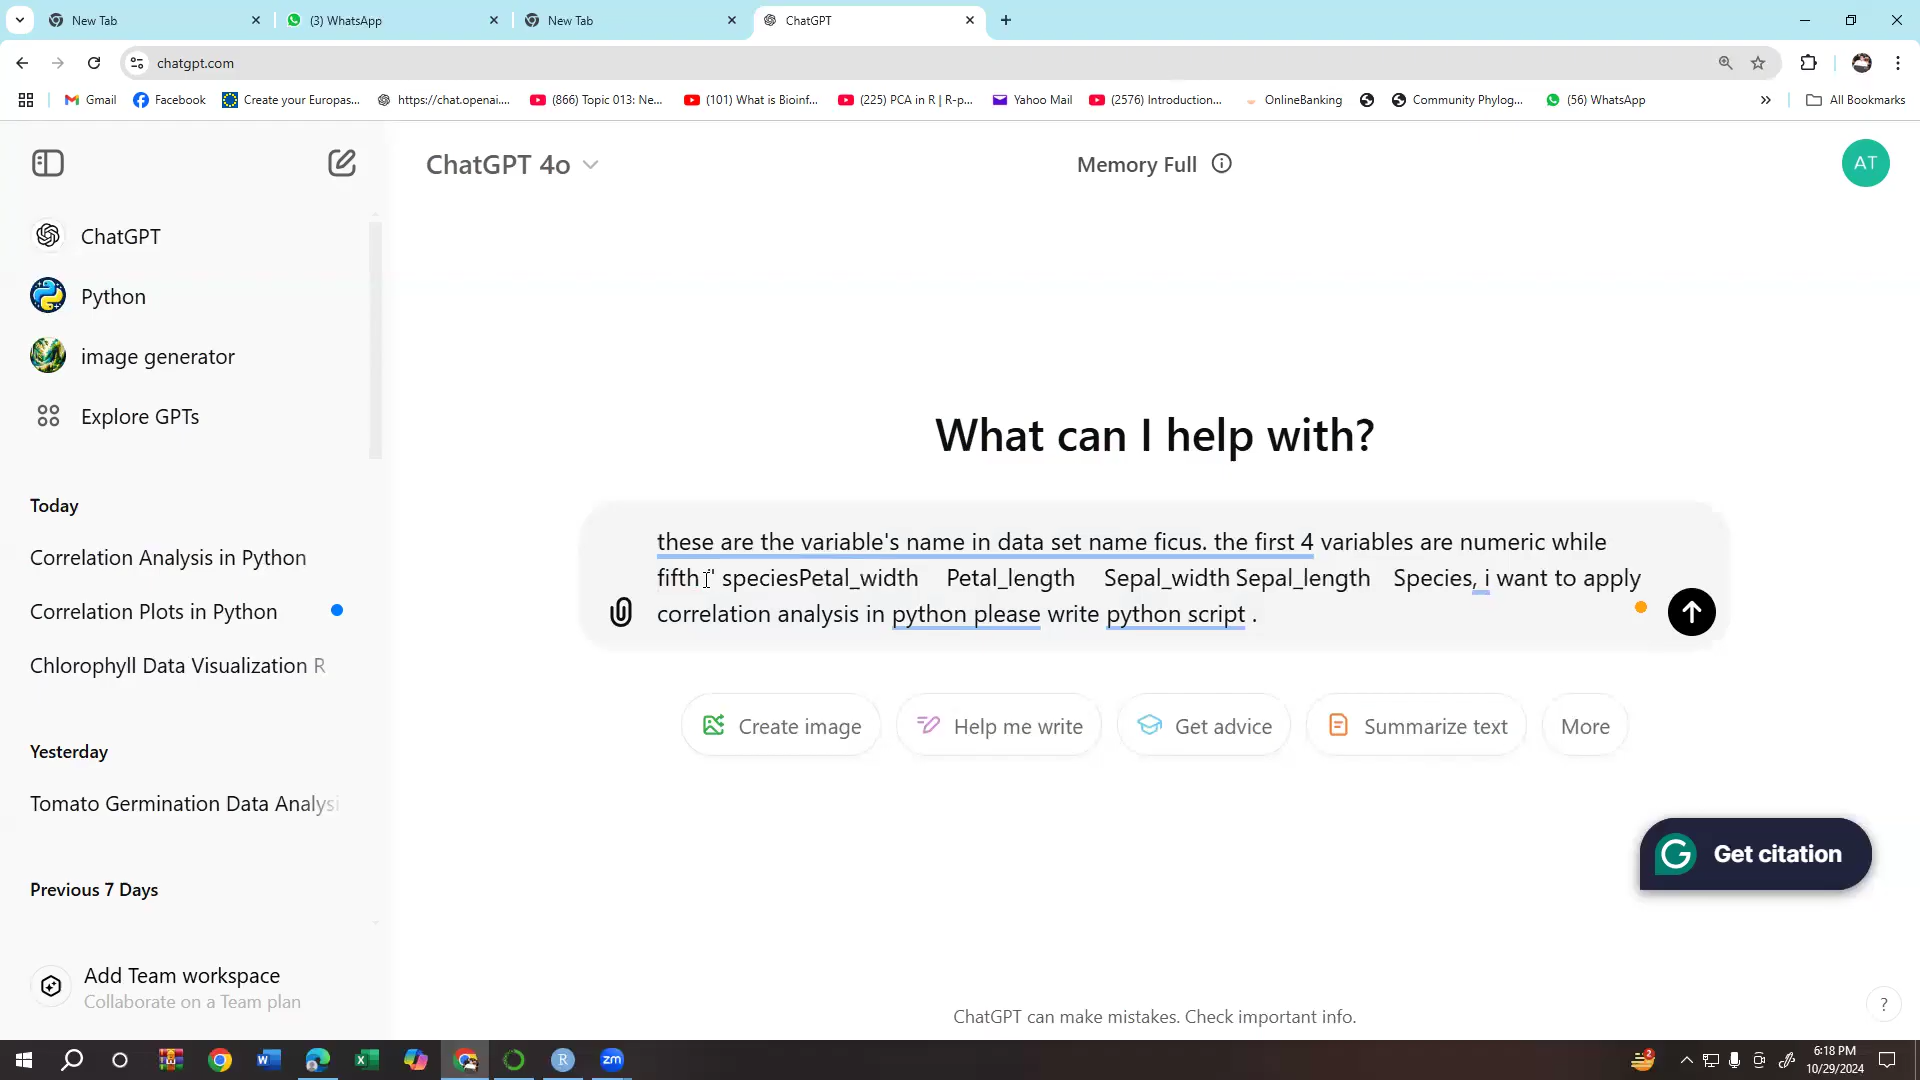 New Tab
(3) WhatsApp
New Tab
ChatGPT
chatgpt.com
Gmail
Facebook
Create your Europas...
https://chat.openai....
(866) Topic 013: Ne...
(101) What is Bioinf...
(225) PCA in R | R-p...
Yahoo Mail
(2576) Introduction...
OnlineBanking
Community Phylog...
(56) WhatsApp
All Bookmarks
ChatGPT 4o
Memory Full
AT
ChatGPT
Python
image generator
Explore GPTs
Today
Correlation Analysis in Python
Correlation Plots in Python
Chlorophyll Data Visualization R
Yesterday
Tomato Germination Data Analysi
Previous 7 Days
Add Team workspace
Collaborate on a Team plan
What can I help with?
these are the variable's name in data set name ficus. the first 4 variables are numeric while
fifth " speciesPetal_width Petal_length Sepal_width Sepal_length Species, i want to apply
correlation analysis in python please write python script .
Create image
Help me write
Get advice
Summarize text
More
Get citation
ChatGPT can make mistakes. Check important info.
?
6:18 PM
10/29/2024